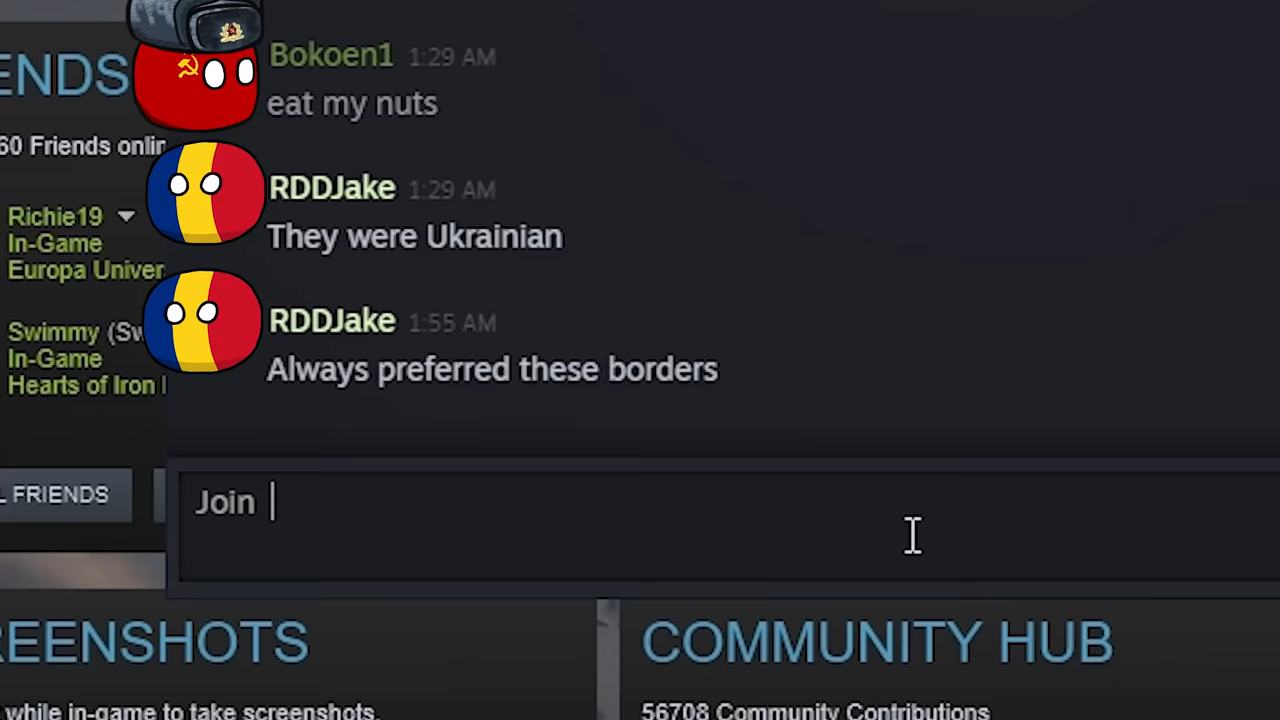 ENDS
60 Friends onlin
Richie19
In-Game
Europa Univer
Swimmy (Sw
In-Game
Hearts of Iron
L FRIENDS
Bokoen1 1:29 AM
eat my nuts
RDDJake 1:29 AM
They were Ukrainian
RDDJake 1:55 AM
Always preferred these borders
Join
REENSHOTS
while in-game to take screenshots.
COMMUNITY HUB
56708 Community Contributions